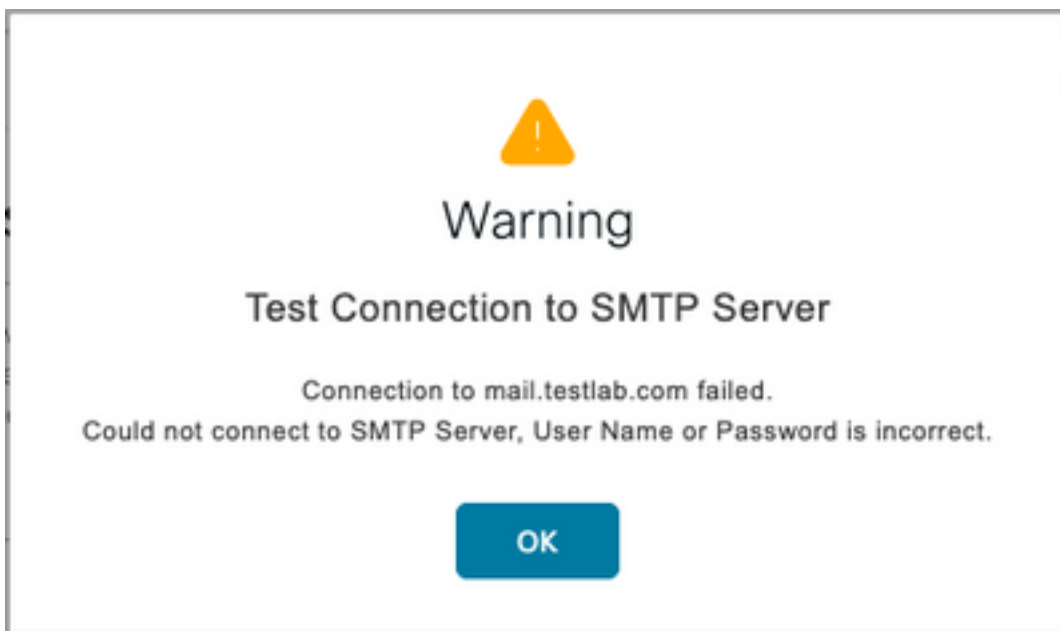 Warning
Test Connection to SMTP Server
Connection to mail.testlab.com failed.
Could not connect to SMTP Server, User Name or Password is incorrect.
OK